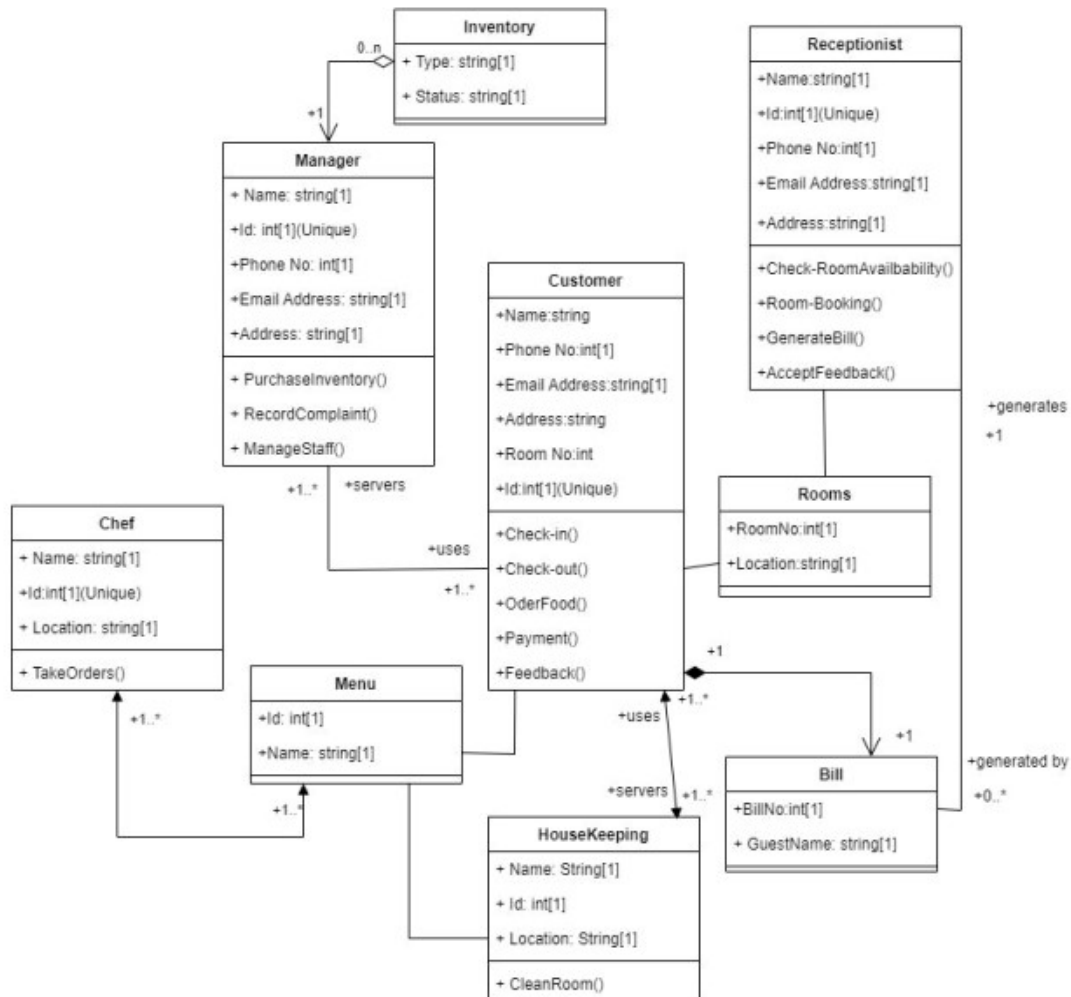 Inventory
+ Type: string[1]
+ Status: string[1]
0..n
+1
Manager
+ Name: string[1]
+Id: int[1](Unique)
+Phone No: int[1]
+Email Address: string[1]
+Address: string[1]
+ PurchaseInventory()
+ RecordComplaint()
+ ManageStaff()
+1..*
+servers
+uses
+1..*
Receptionist
+Name:string[1]
+Id:int[1](Unique)
+Phone No:int[1]
+Email Address:string[1]
+Address:string[1]
+Check-RoomAvailbability()
+Room-Booking()
+GenerateBill()
+AcceptFeedback()
+generates
+1
Customer
+Name:string
+Phone No:int[1]
+Email Address:string[1]
+Address:string
+Room No:int
+Id:int[1](Unique)
+Check-in()
+Check-out()
+OderFood()
+Payment()
+Feedback()
Rooms
+RoomNo:int[1]
+Location:string[1]
Chef
+ Name: string[1]
+Id:int[1](Unique)
+ Location: string[1]
+ TakeOrders()
+1..*
Menu
+Id: int[1]
+Name: string[1]
+1..*
+1
+1..*
+uses
+1
+servers
+1..*
Bill
+BillNo:int[1]
+ GuestName: string[1]
+generated by
+0..*
HouseKeeping
+ Name: String[1]
+ Id: int[1]
+ Location: String[1]
+ CleanRoom()